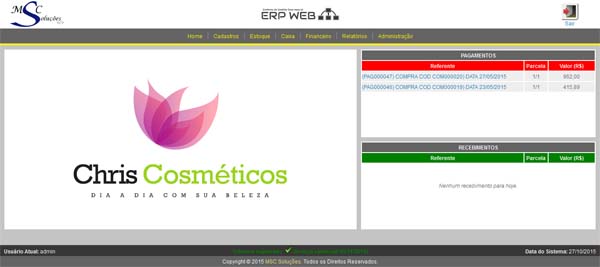 MSC
Soluções
ERP WEB
Sair
Home Cadastros Estoque Caixa Financeiro Relatórios Administração
PAGAMENTOS
Referente Parcela Valor (R$)
(PAG000047) COMPRA COD COM000020) DATA 27/05/2015 1/1 952,00
(PAG000046) COMPRA COD COM000019) DATA 23/05/2015 1/1 415,89
Chris Cosméticos
DIA A DIA COM SUA BELEZA
RECEBIMENTOS
Referente Parcela Valor (R$)
Nenhum recebimento para hoje.
Usuário Atual: admin
Data do Sistema: 27/10/2015
Copyright © 2015 MSC Soluções. Todos os Direitos Reservados.